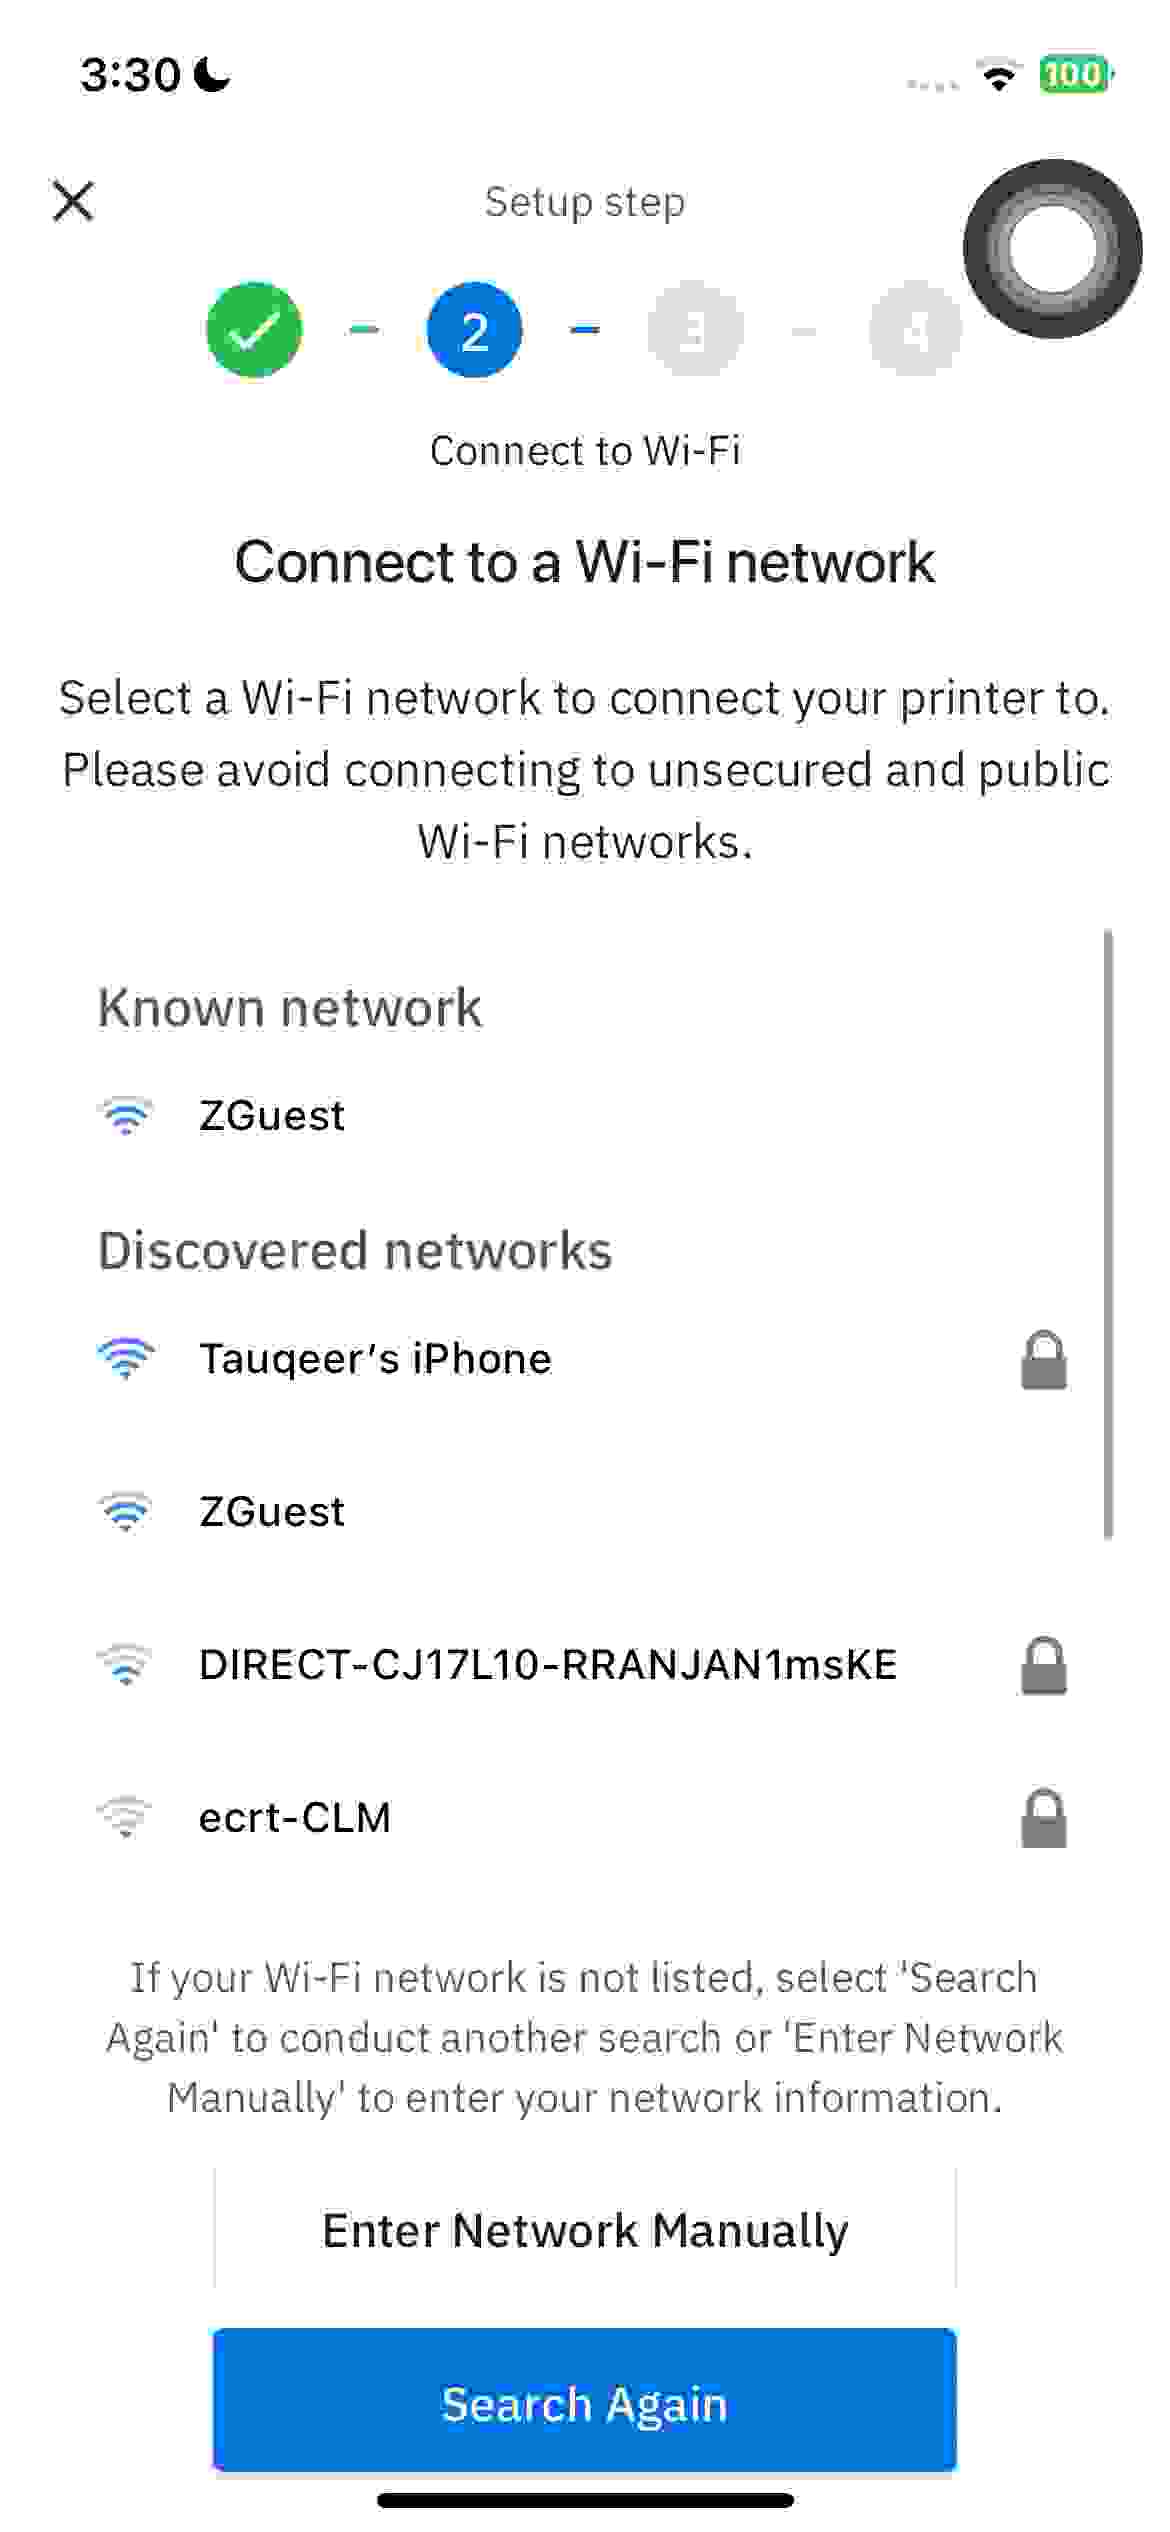 3:30
100
Setup step
2
3
4
Connect to Wi-Fi
Connect to a Wi-Fi network
Select a Wi-Fi network to connect your printer to.
Please avoid connecting to unsecured and public
Wi-Fi networks.
Known network
ZGuest
Discovered networks
Tauqeer's iPhone
ZGuest
DIRECT-CJ17L10-RRANJAN1msKE
ecrt-CLM
If your Wi-Fi network is not listed, select 'Search
Again' to conduct another search or 'Enter Network
Manually' to enter your network information.
Enter Network Manually
Search Again